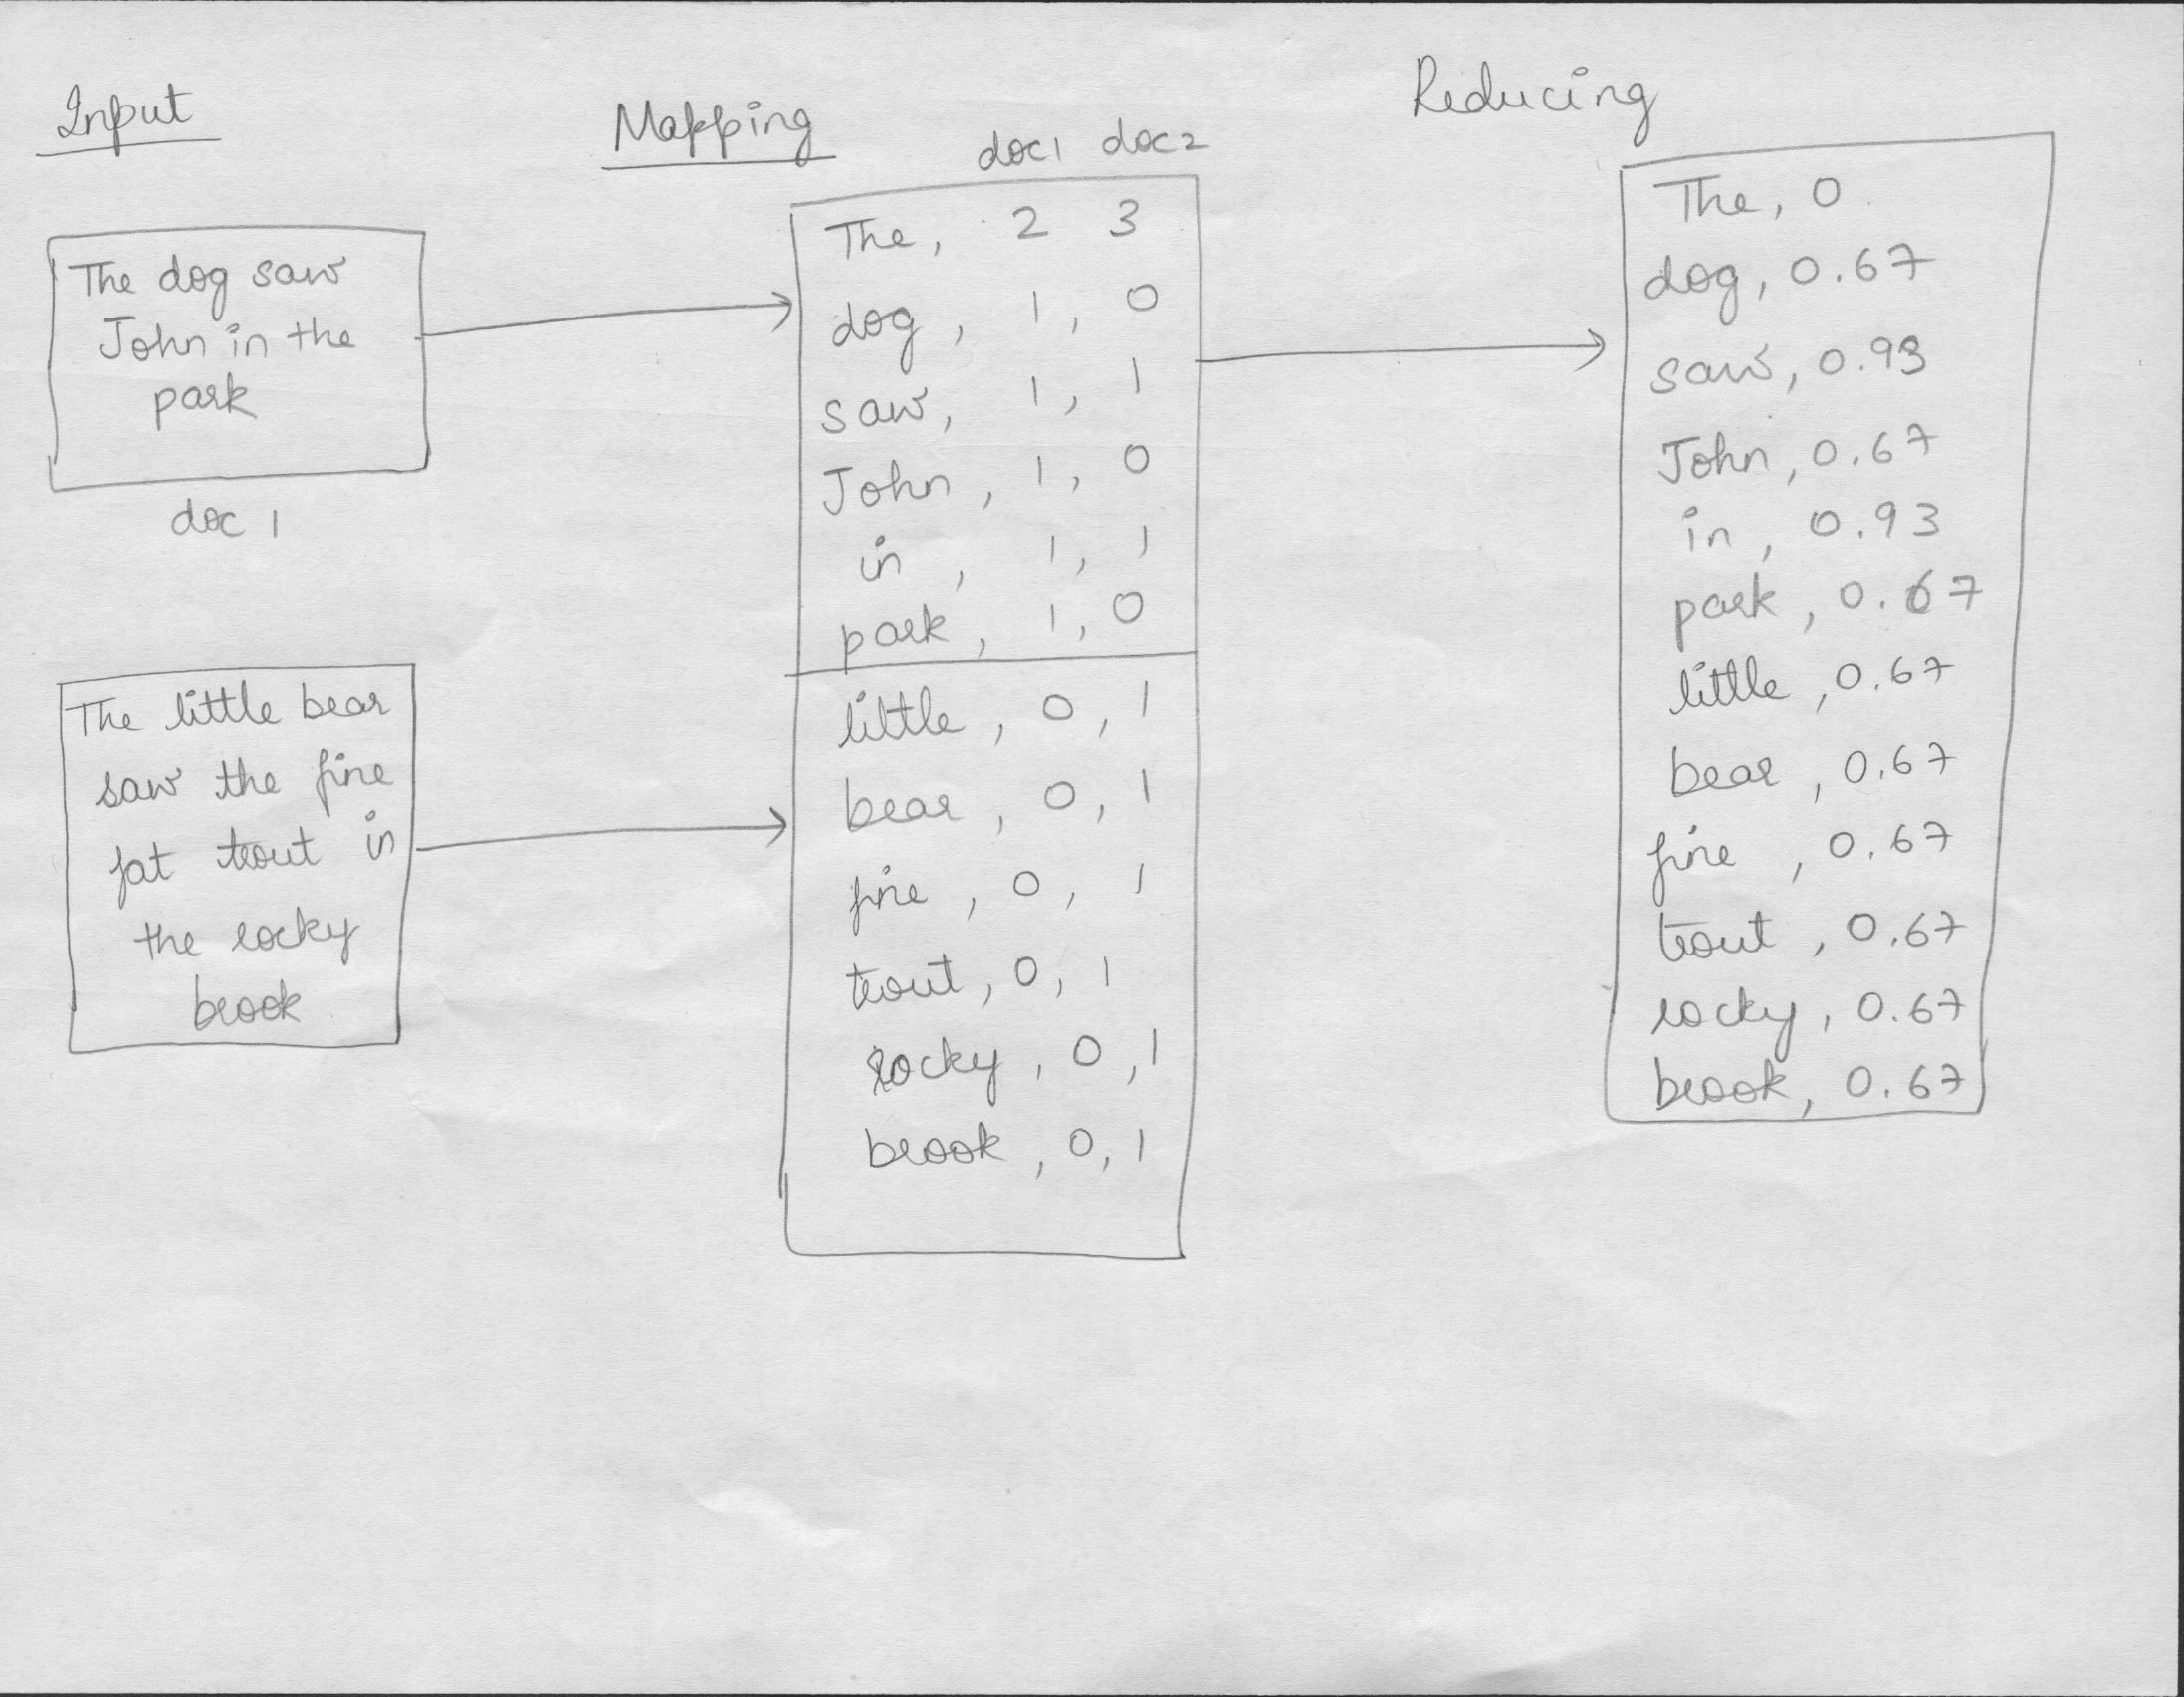 Input
Mapping
Reducing
doc1 doc2
The dog saw
John in the
park
doc 1
The little bear
saw the fine
fat trout in
the rocky
brook
The, 2 3
dog, 1, 0
saw, 1, 1
John, 1, 0
in, 1, 1
park, 1, 0
little, 0, 1
bear, 0, 1
fine, 0, 1
trout, 0, 1
rocky, 0, 1
brook, 0, 1
The, 0
dog, 0.67
saw, 0.93
John, 0.67
in, 0.93
park, 0.67
little, 0.67
bear, 0.67
fine, 0.67
trout, 0.67
rocky, 0.67
brook, 0.67